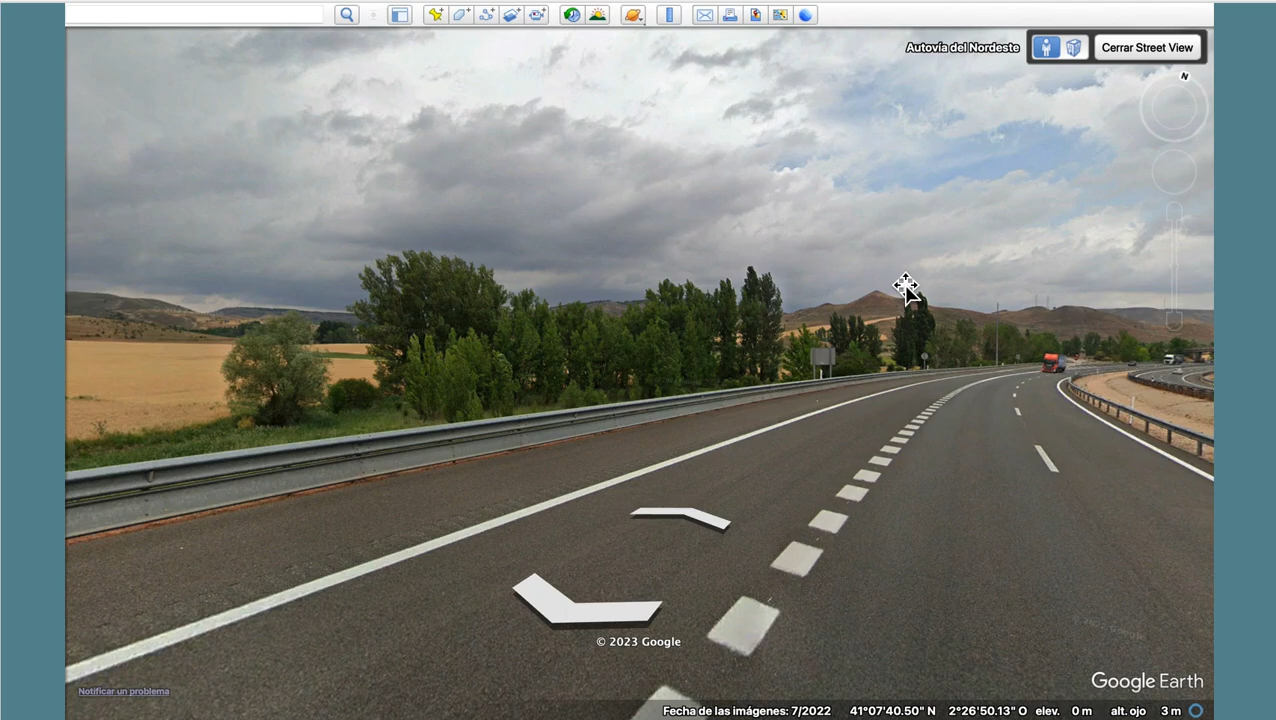 Autovía del Nordeste
Cerrar Street View
N
© 2023 Google
Google Earth
Notificar un problema
Fecha de las imágenes: 7/2022 41°07'40.50" N 2°26'50.13" O elev. 0 m alt. ojo 3 m